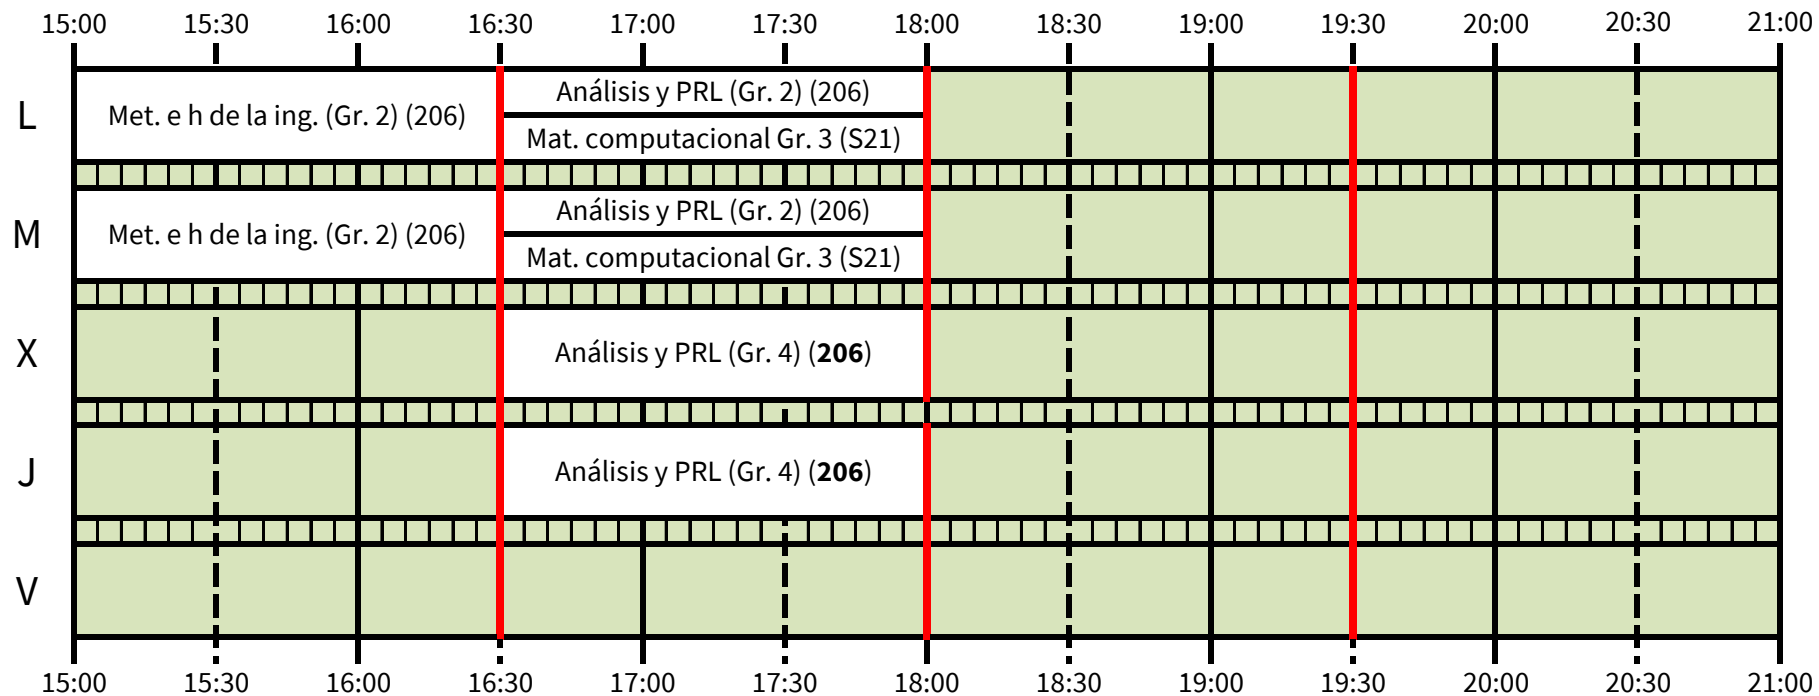 15:00 15:30 16:00 16:30 17:00 17:30 18:00 18:30 19:00 19:30 20:00 20:30 21:00
L
Met. e h de la ing. (Gr. 2) (206)
Análisis y PRL (Gr. 2) (206)
Mat. computacional Gr. 3 (S21)
M
Met. e h de la ing. (Gr. 2) (206)
Análisis y PRL (Gr. 2) (206)
Mat. computacional Gr. 3 (S21)
X
Análisis y PRL (Gr. 4) (206)
J
Análisis y PRL (Gr. 4) (206)
V
15:00 15:30 16:00 16:30 17:00 17:30 18:00 18:30 19:00 19:30 20:00 20:30 21:00